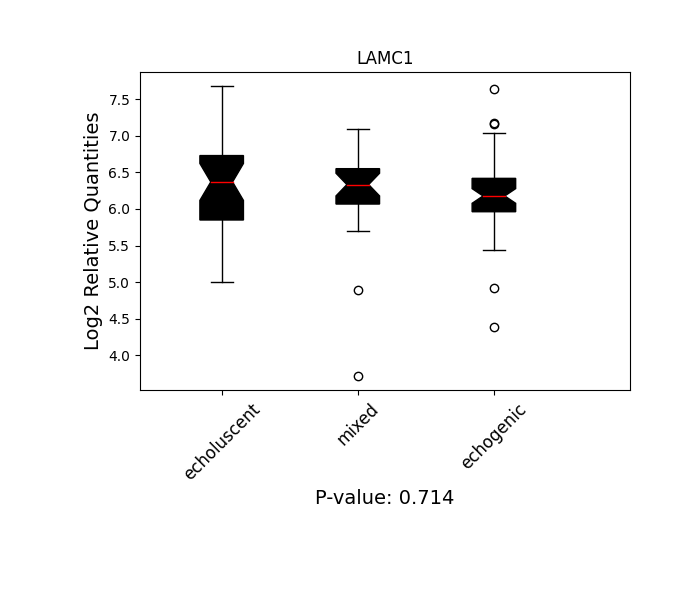 LAMC1
Log2 Relative Quantities
7.5
7.0
6.5
6.0
5.5
5.0
4.5
4.0
echoluscent
mixed
echogenic
P-value: 0.714